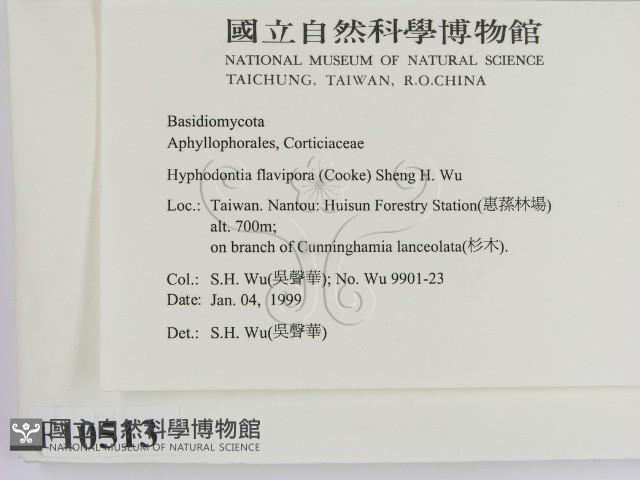 國立自然科學博物館
NATIONAL MUSEUM OF NATURAL SCIENCE
TAICHUNG, TAIWAN, R.O.CHINA
Basidiomycota
Aphyllophorales, Corticiaceae
Hyphodontia flavipora (Cooke) Sheng H. Wu
Loc.: Taiwan. Nantou: Huisun Forestry Station(惠蓀林場)
alt. 700m;
on branch of Cunninghamia lanceolata(杉木).
Col.: S.H. Wu(吳聲華); No. Wu 9901-23
Date: Jan. 04, 1999
Det.: S.H. Wu(吳聲華)
F10513
國立自然科學博物館
NATIONAL MUSEUM OF NATURAL SCIENCE